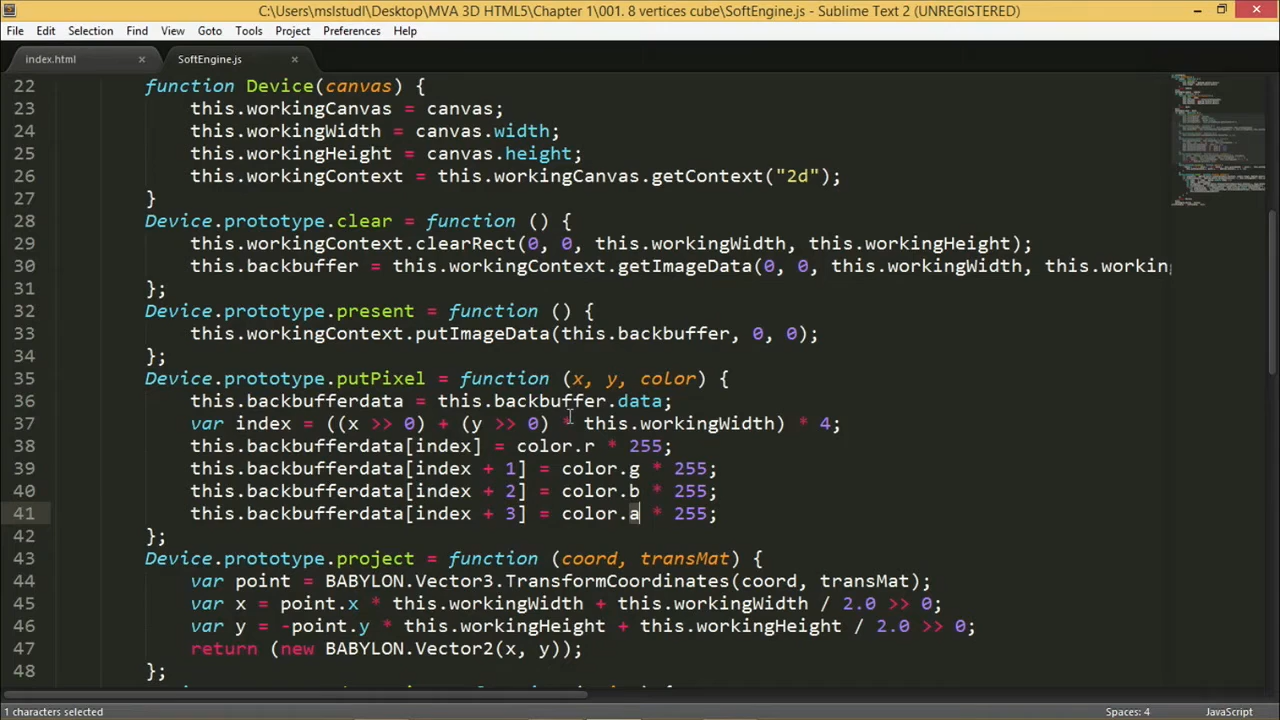 C:\Users\mslstudl\Desktop\MVA 3D HTML5\Chapter 1\001. 8 vertices cube\SoftEngine.js - Sublime Text 2 (UNREGISTERED)
File Edit Selection Find View Goto Tools Project Preferences Help
index.html SoftEngine.js
22 function Device(canvas) {
23 this.workingCanvas = canvas;
24 this.workingWidth = canvas.width;
25 this.workingHeight = canvas.height;
26 this.workingContext = this.workingCanvas.getContext("2d");
27 }
28 Device.prototype.clear = function () {
29 this.workingContext.clearRect(0, 0, this.workingWidth, this.workingHeight);
30 this.backbuffer = this.workingContext.getImageData(0, 0, this.workingWidth, this.workin
31 };
32 Device.prototype.present = function () {
33 this.workingContext.putImageData(this.backbuffer, 0, 0);
34 };
35 Device.prototype.putPixel = function (x, y, color) {
36 this.backbufferdata = this.backbuffer.data;
37 var index = ((x >> 0) + (y >> 0) * this.workingWidth) * 4;
38 this.backbufferdata[index] = color.r * 255;
39 this.backbufferdata[index + 1] = color.g * 255;
40 this.backbufferdata[index + 2] = color.b * 255;
41 this.backbufferdata[index + 3] = color.a * 255;
42 };
43 Device.prototype.project = function (coord, transMat) {
44 var point = BABYLON.Vector3.TransformCoordinates(coord, transMat);
45 var x = point.x * this.workingWidth + this.workingWidth / 2.0 >> 0;
46 var y = -point.y * this.workingHeight + this.workingHeight / 2.0 >> 0;
47 return (new BABYLON.Vector2(x, y));
48 };
1 characters selected Spaces: 4 JavaScript